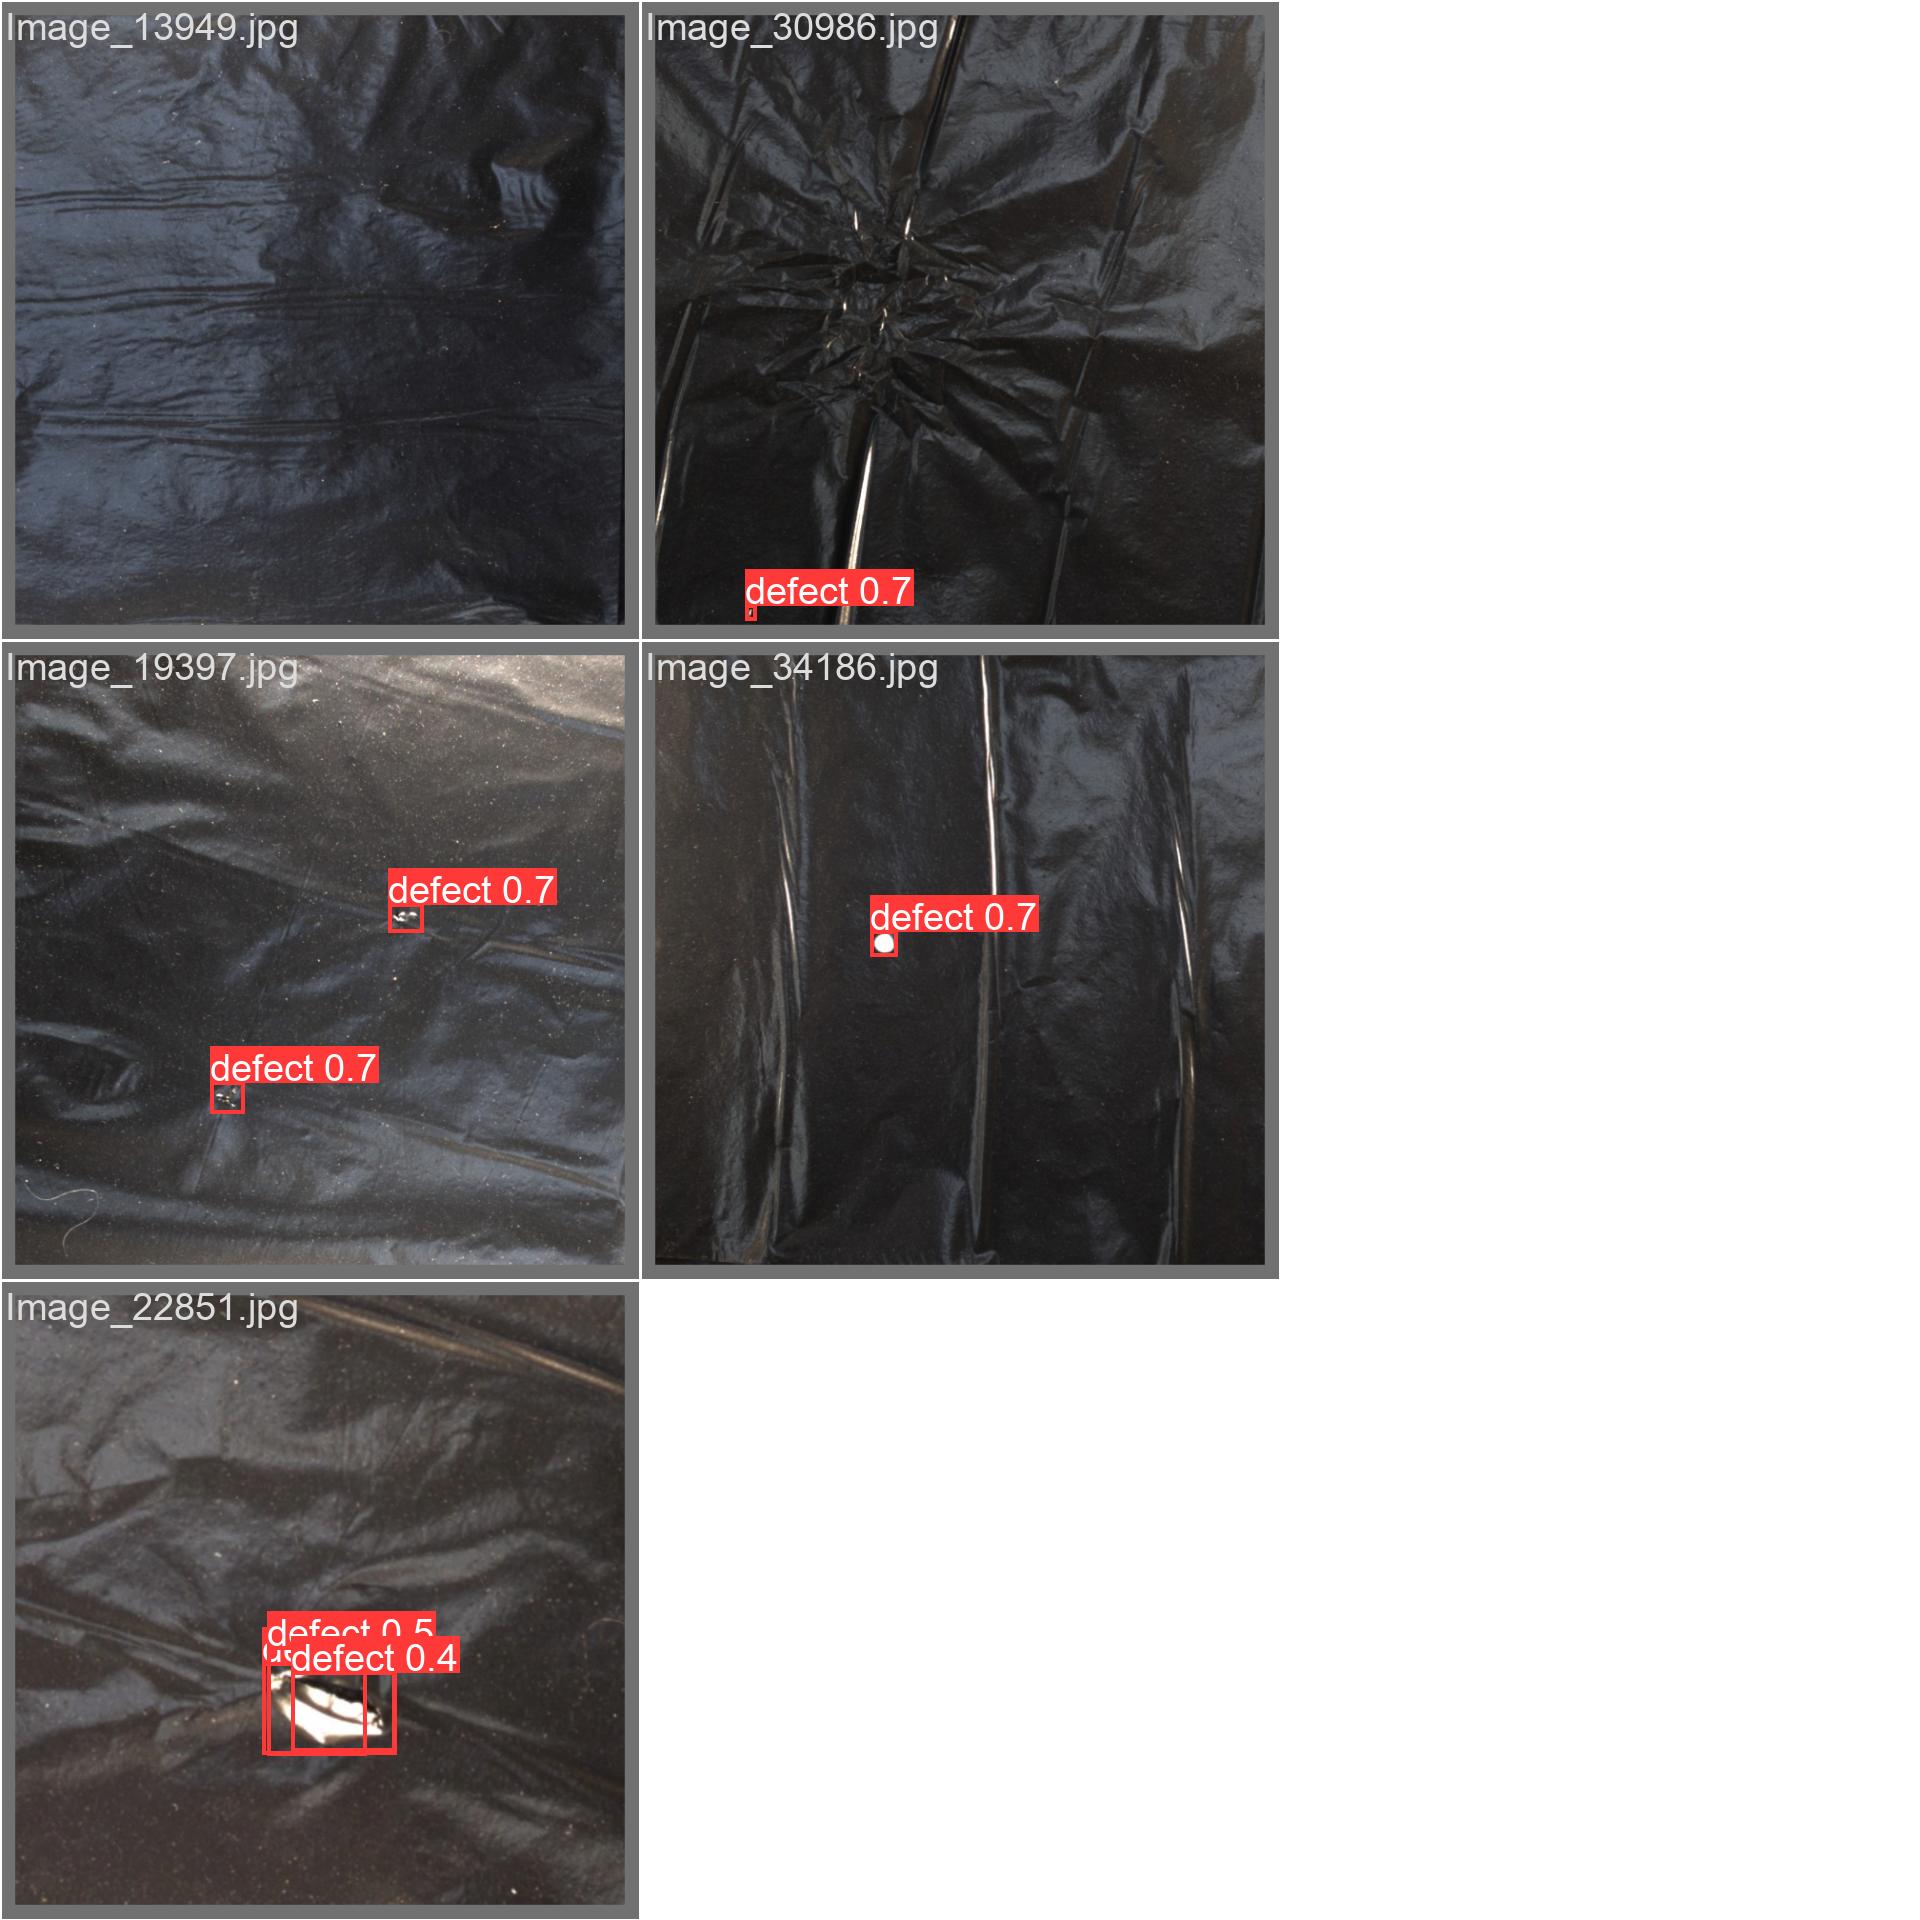 Image_13949.jpg
Image_30986.jpg
defect 0.7
Image_19397.jpg
defect 0.7
defect 0.7
Image_34186.jpg
defect 0.7
Image_22851.jpg
defect 0.5
defect 0.4